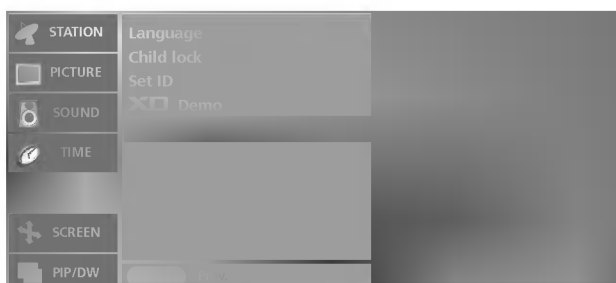 STATION
PICTURE
SOUND
TIME
SCREEN
PIP/DW
Language
Child lock
Set ID
XD Demo